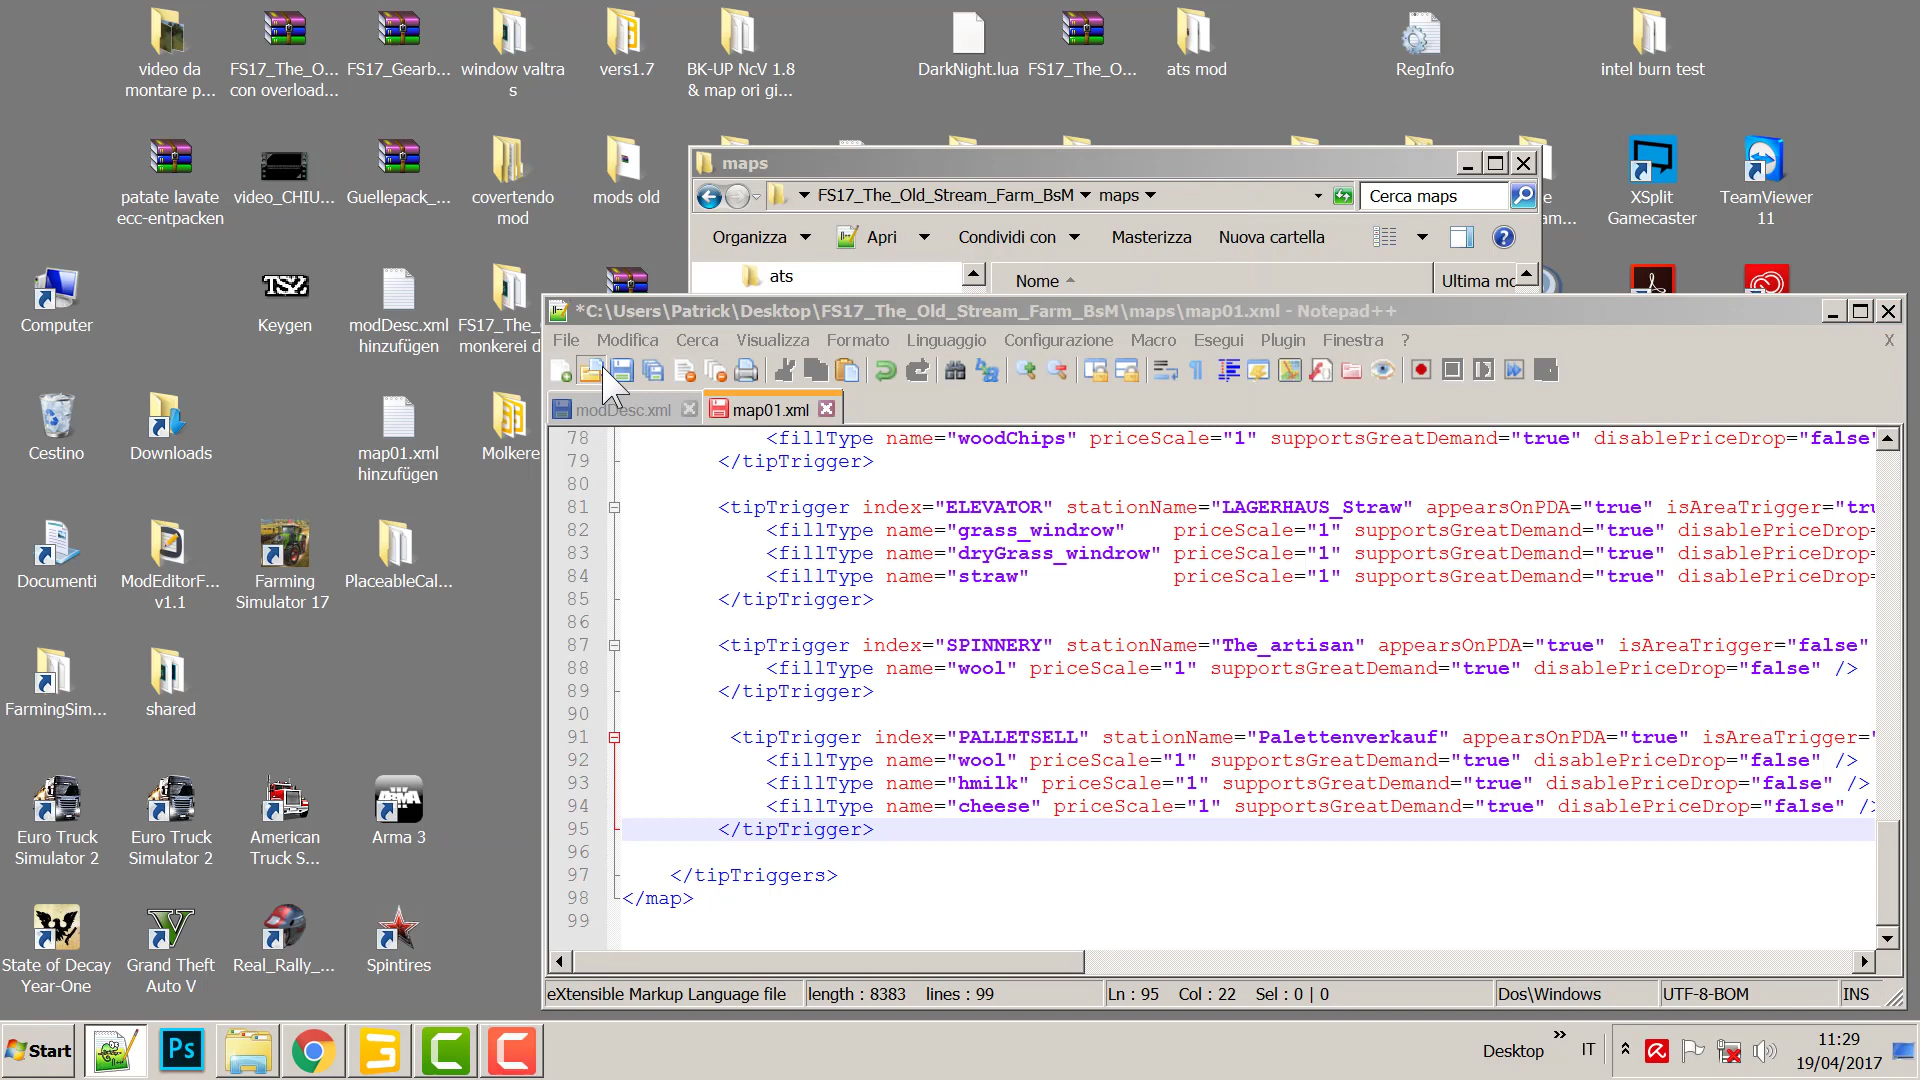 video da
montare p...
FS17_The_O...
con overload...
FS17_Gearb...
window valtra
s
vers1.7
BK-UP NcV 1.8
& map ori gi...
DarkNight.lua
FS17_The_O...
ats mod
RegInfo
intel burn test
patate lavate
ecc-entpacken
video_CHIU...
Guellepack_...
covertendo
mod
mods old
XSplit
Gamecaster
TeamViewer
11
maps
FS17_The_Old_Stream_Farm_BsM maps
Cerca maps
Organizza Apri Condividi con Masterizza Nuova cartella
ats
Nome
Ultima mo
Computer
Keygen
modDesc.xml
hinzufügen
FS17_The_
monkerei d
*C:\Users\Patrick\Desktop\FS17_The_Old_Stream_Farm_BsM\maps\map01.xml - Notepad++
File Modifica Cerca Visualizza Formato Linguaggio Configurazione Macro Esegui Plugin Finestra ? X
modDesc.xml map01.xml
78 <fillType name="woodChips" priceScale="1" supportsGreatDemand="true" disablePriceDrop="false"
79 </tipTrigger>
80
81 <tipTrigger index="ELEVATOR" stationName="LAGERHAUS_Straw" appearsOnPDA="true" isAreaTrigger="tru
82 <fillType name="grass_windrow" priceScale="1" supportsGreatDemand="true" disablePriceDrop=
83 <fillType name="dryGrass_windrow" priceScale="1" supportsGreatDemand="true" disablePriceDrop=
84 <fillType name="straw" priceScale="1" supportsGreatDemand="true" disablePriceDrop=
85 </tipTrigger>
86
87 <tipTrigger index="SPINNERY" stationName="The_artisan" appearsOnPDA="true" isAreaTrigger="false"
88 <fillType name="wool" priceScale="1" supportsGreatDemand="true" disablePriceDrop="false" />
89 </tipTrigger>
90
91 <tipTrigger index="PALLETSELL" stationName="Palettenverkauf" appearsOnPDA="true" isAreaTrigger="
92 <fillType name="wool" priceScale="1" supportsGreatDemand="true" disablePriceDrop="false" />
93 <fillType name="hmilk" priceScale="1" supportsGreatDemand="true" disablePriceDrop="false" />
94 <fillType name="cheese" priceScale="1" supportsGreatDemand="true" disablePriceDrop="false" />
95 </tipTrigger>
96
97 </tipTriggers>
98 </map>
99
eXtensible Markup Language file length : 8383 lines : 99 Ln : 95 Col : 22 Sel : 0 | 0 Dos\Windows UTF-8-BOM INS
Cestino
Downloads
map01.xml
hinzufügen
Molkere
Documenti
ModEditorF...
v1.1
Farming
Simulator 17
PlaceableCal...
FarmingSim...
shared
Euro Truck
Simulator 2
Euro Truck
Simulator 2
American
Truck S...
Arma 3
State of Decay
Year-One
Grand Theft
Auto V
Real_Rally_...
Spintires
Start
Ps
Desktop
IT
11:29
19/04/2017